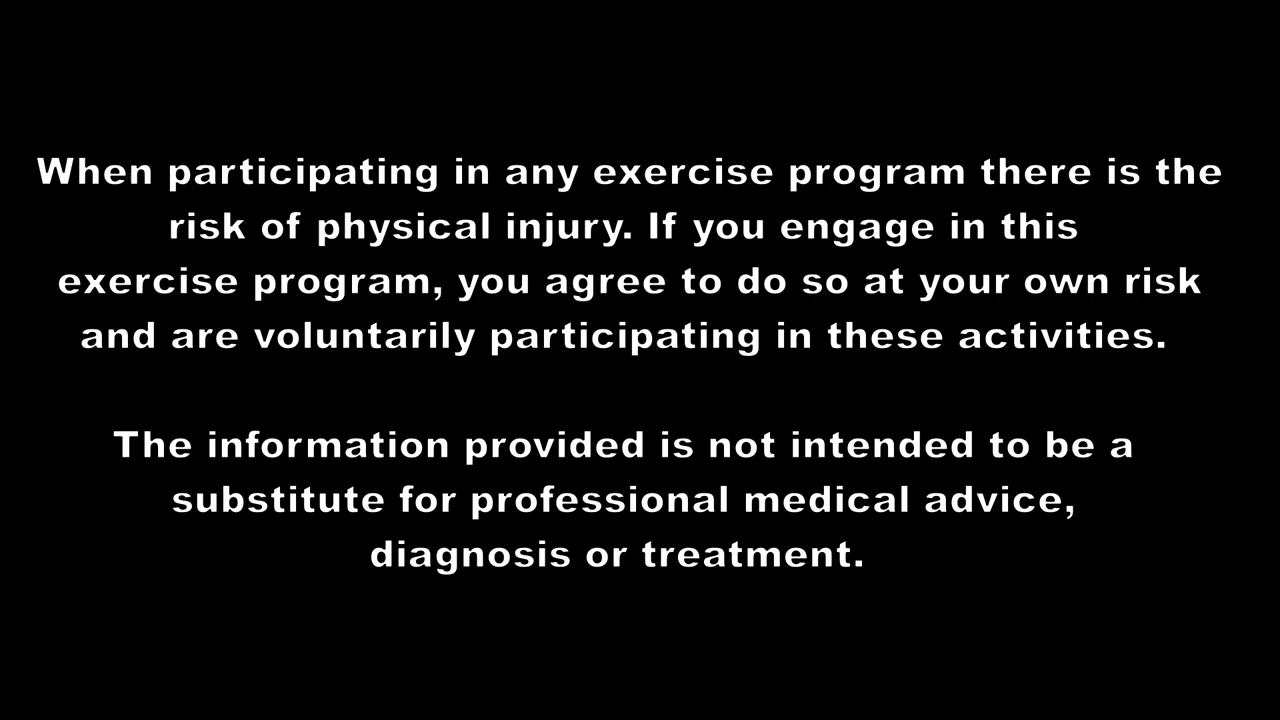 When participating in any exercise program there is the
risk of physical injury. If you engage in this
exercise program, you agree to do so at your own risk
and are voluntarily participating in these activities.
The information provided is not intended to be a
substitute for professional medical advice,
diagnosis or treatment.